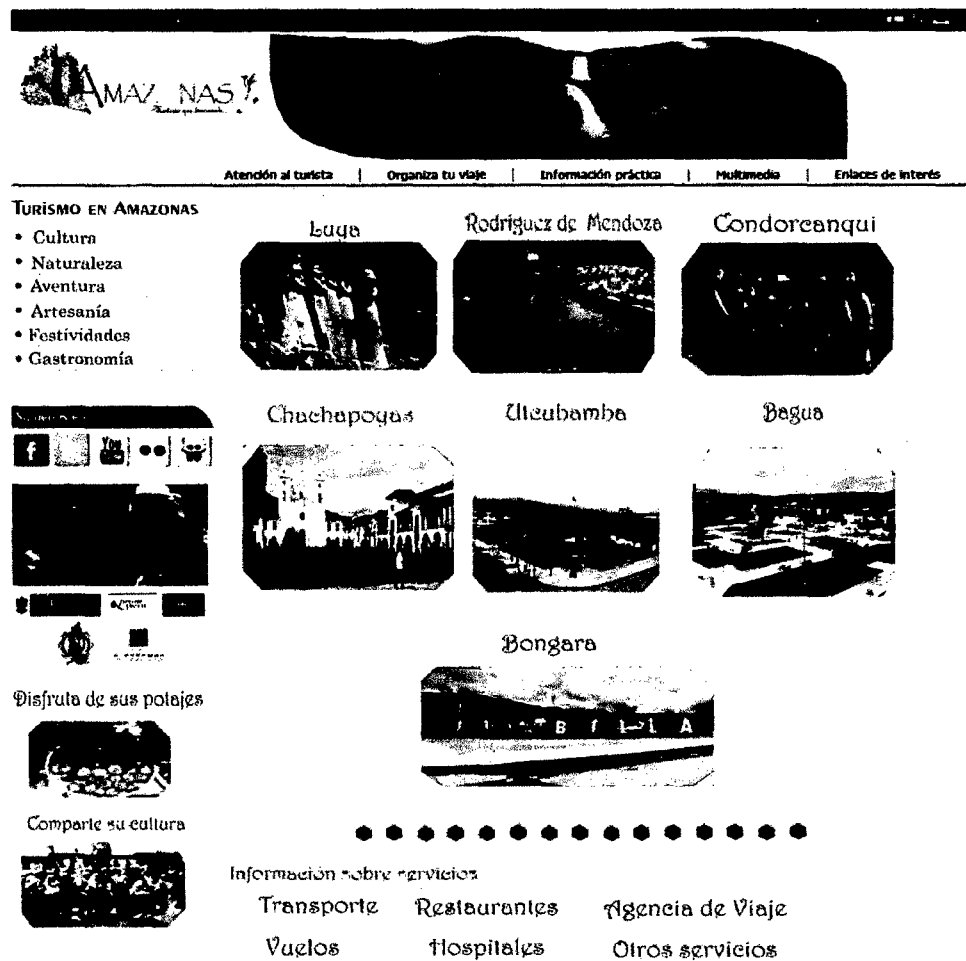 AMAZ NAS
Atención al turista | Organiza tu viaje | Información práctica | Multimedia | Enlaces de interés
TURISMO EN AMAZONAS
• Cultura
• Naturaleza
• Aventura
• Artesanía
• Festividades
• Gastronomía
Luya
Rodríguez de Mendoza
Condorcanqui
f
You
Chachapoyas
Utcubamba
Bagua
Bongara
Disfruta de sus potajes
Comparte su cultura
Información sobre servicios
Transporte Restaurantes Agencia de Viaje
Vuelos Hospitales Otros servicios